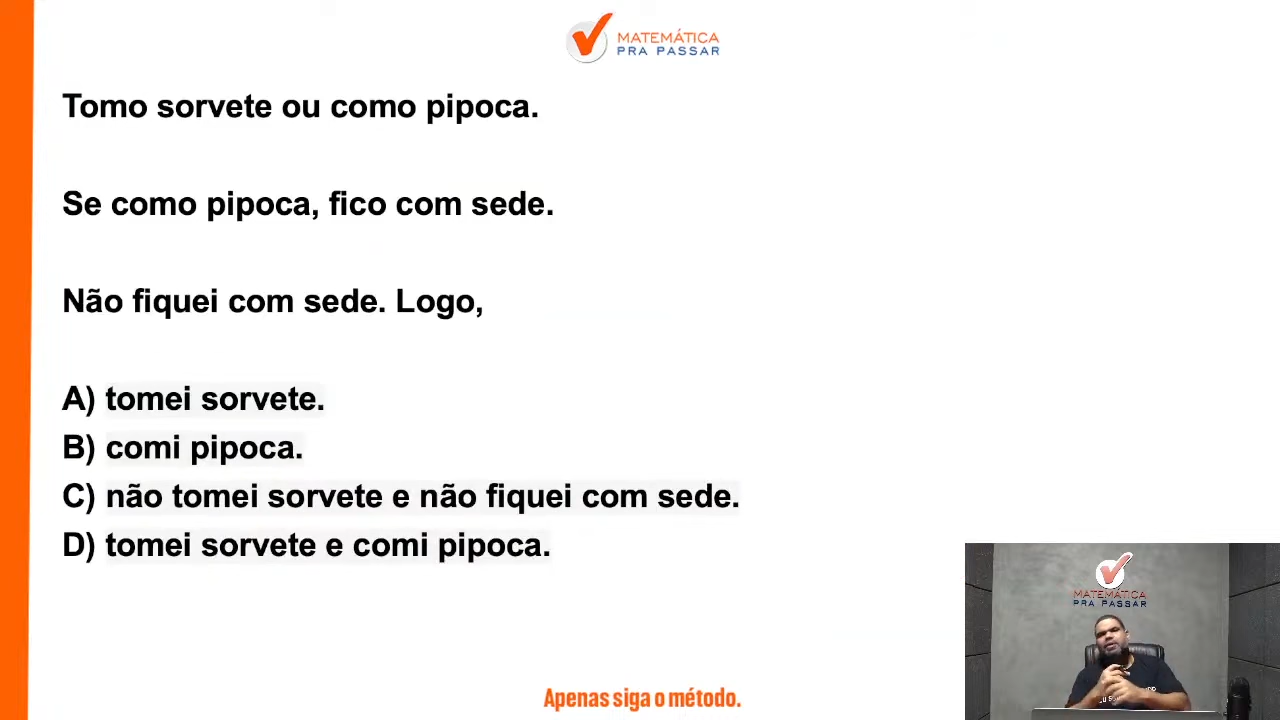 MATEMÁTICA
PRA PASSAR
Tomo sorvete ou como pipoca.
Se como pipoca, fico com sede.
Não fiquei com sede. Logo,
A) tomei sorvete.
B) comi pipoca.
C) não tomei sorvete e não fiquei com sede.
D) tomei sorvete e comi pipoca.
MATEMÁTICA
PRA PASSAR
Apenas siga o método.